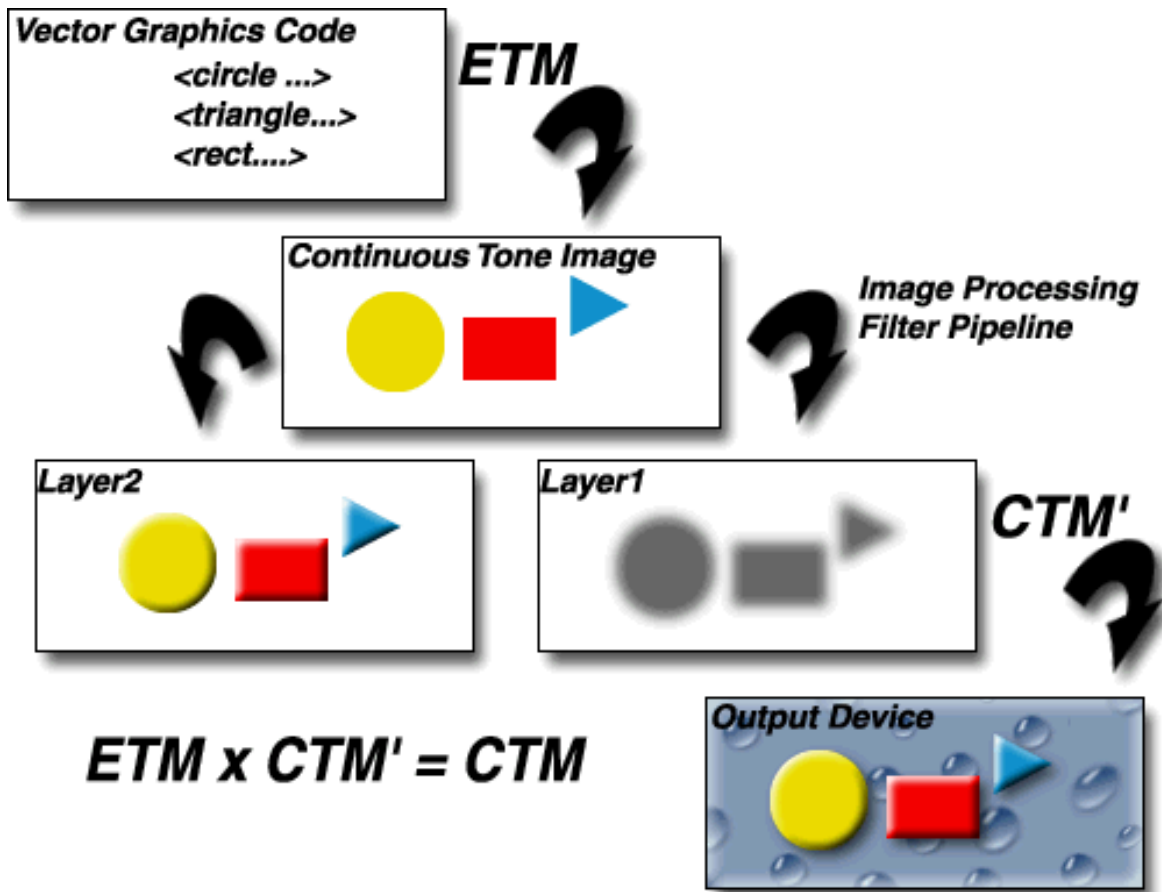 Vector Graphics Code
<circle ...>
<triangle...>
<rect....>
ETM
Continuous Tone Image
Image Processing
Filter Pipeline
Layer2
Layer1
CTM'
ETM x CTM' = CTM
Output Device